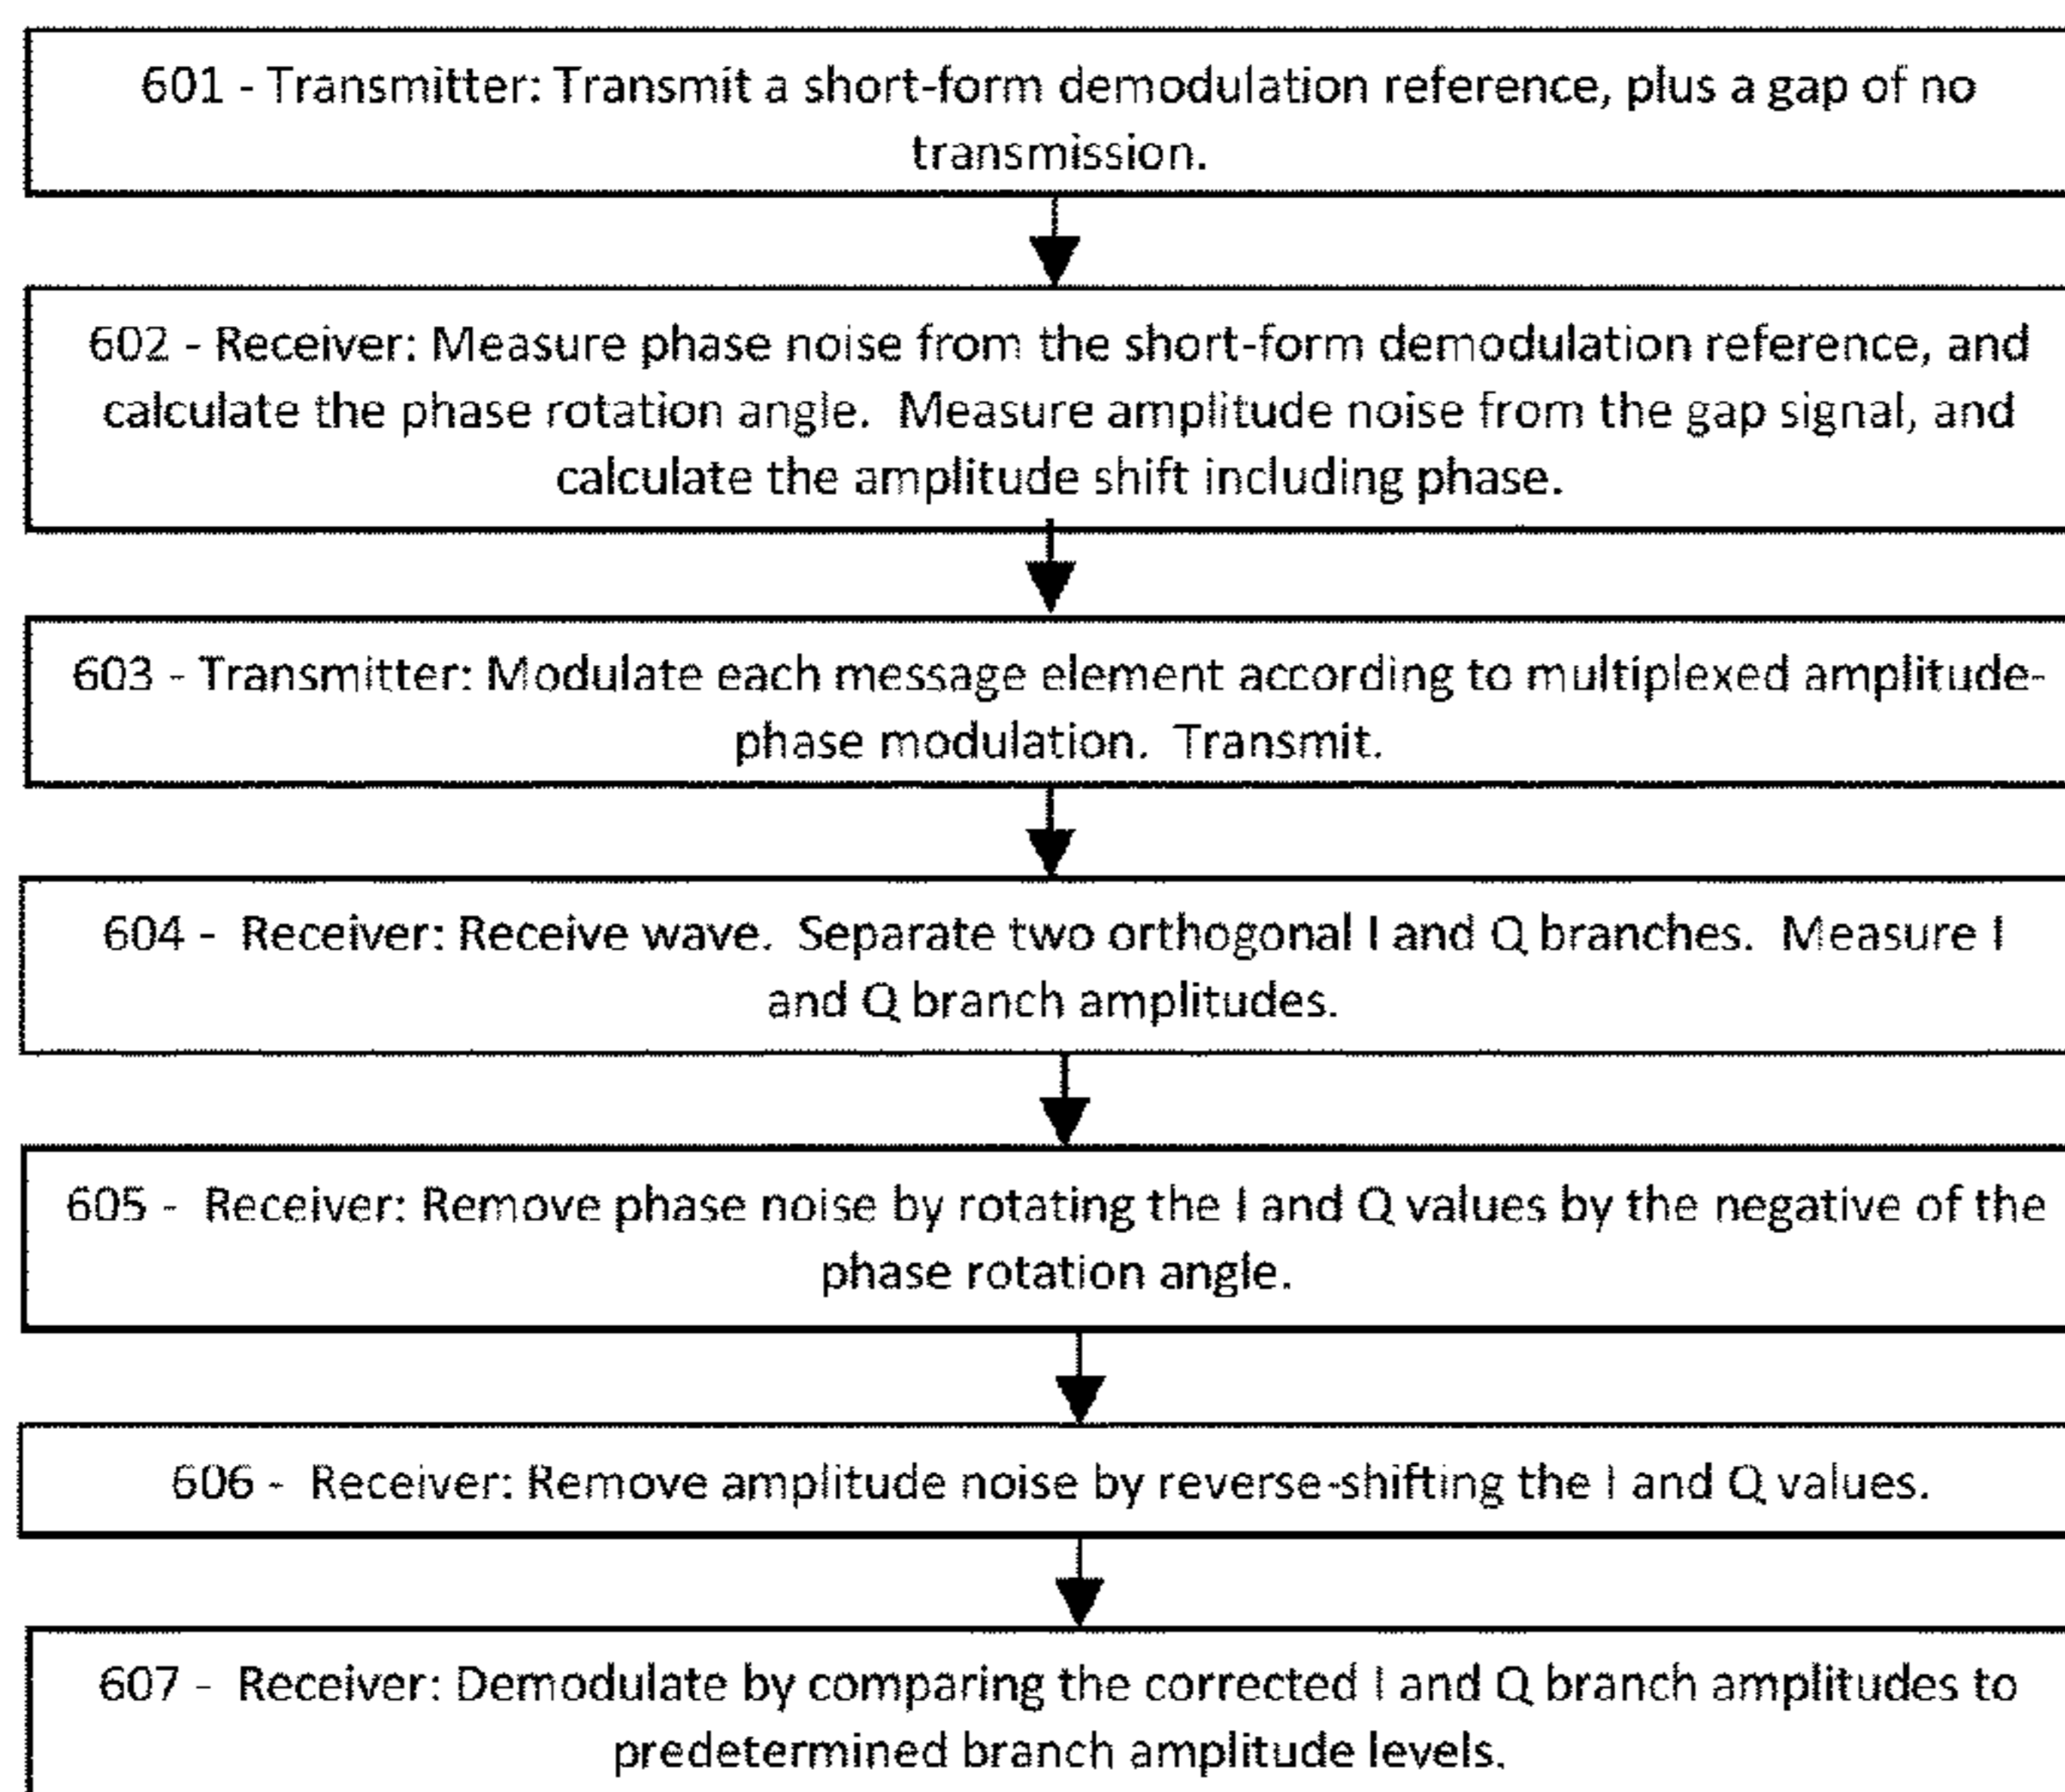 601 - Transmitter: Transmit a short-form demodulation reference, plus a gap of no
transmission.
602 - Receiver: Measure phase noise from the short-form demodulation reference, and
calculate the phase rotation angle. Measure amplitude noise from the gap signal, and
calculate the amplitude shift including phase.
603 - Transmitter: Modulate each message element according to multiplexed amplitude-
phase modulation. Transmit.
604 - Receiver: Receive wave. Separate two orthogonal I and Q branches. Measure I
and Q branch amplitudes.
605 - Receiver: Remove phase noise by rotating the I and Q values by the negative of the
phase rotation angle.
606 - Receiver: Remove amplitude noise by reverse-shifting the I and Q values.
607 - Receiver: Demodulate by comparing the corrected I and Q branch amplitudes to
predetermined branch amplitude levels.